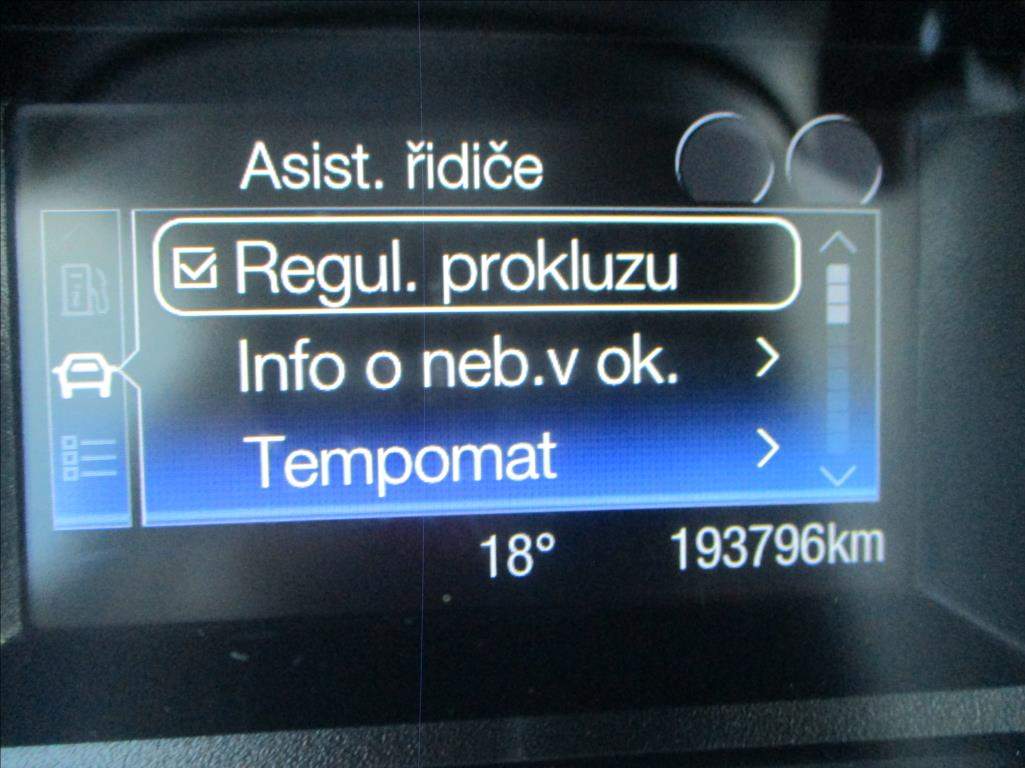 Asist. řidiče
Regul. prokluzu
Info o neb.v ok.
Tempomat
18° 193796km